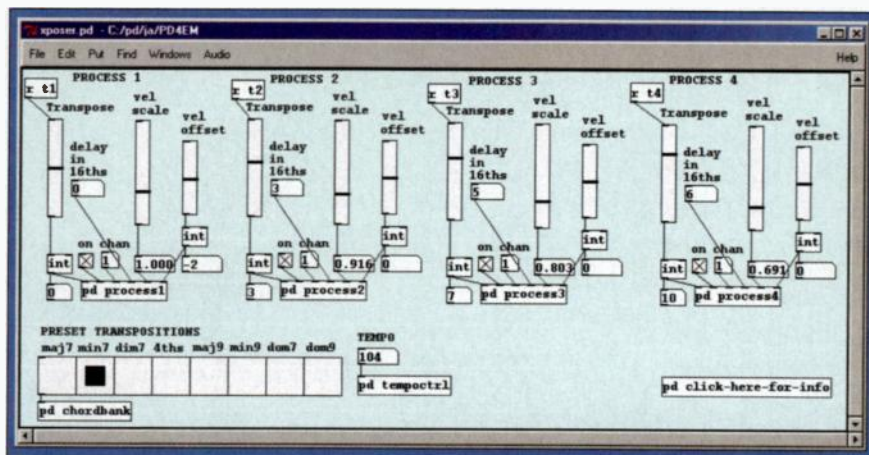 xposer.pd - C:/pd/ja/PD4EM
File Edit Put Find Windows Audio Help
PROCESS 1
r t1
Transpose
vel scale
vel offset
delay in 16ths
0
int
on chan
1
1.000
int
-2
pd process1
0
PROCESS 2
r t2
Transpose
vel scale
vel offset
delay in 16ths
3
int
on chan
1
0.916
int
0
pd process2
3
PROCESS 3
r t3
Transpose
vel scale
vel offset
delay in 16ths
5
int
on chan
1
0.803
int
0
pd process3
7
PROCESS 4
r t4
Transpose
vel scale
vel offset
delay in 16ths
6
int
on chan
1
0.691
int
0
pd process4
10
PRESET TRANSPOSITIONS
maj7 min7 dim7 4ths maj9 min9 dom7 dom9
pd chordbank
TEMPO
104
pd tempoctrl
pd click-here-for-info